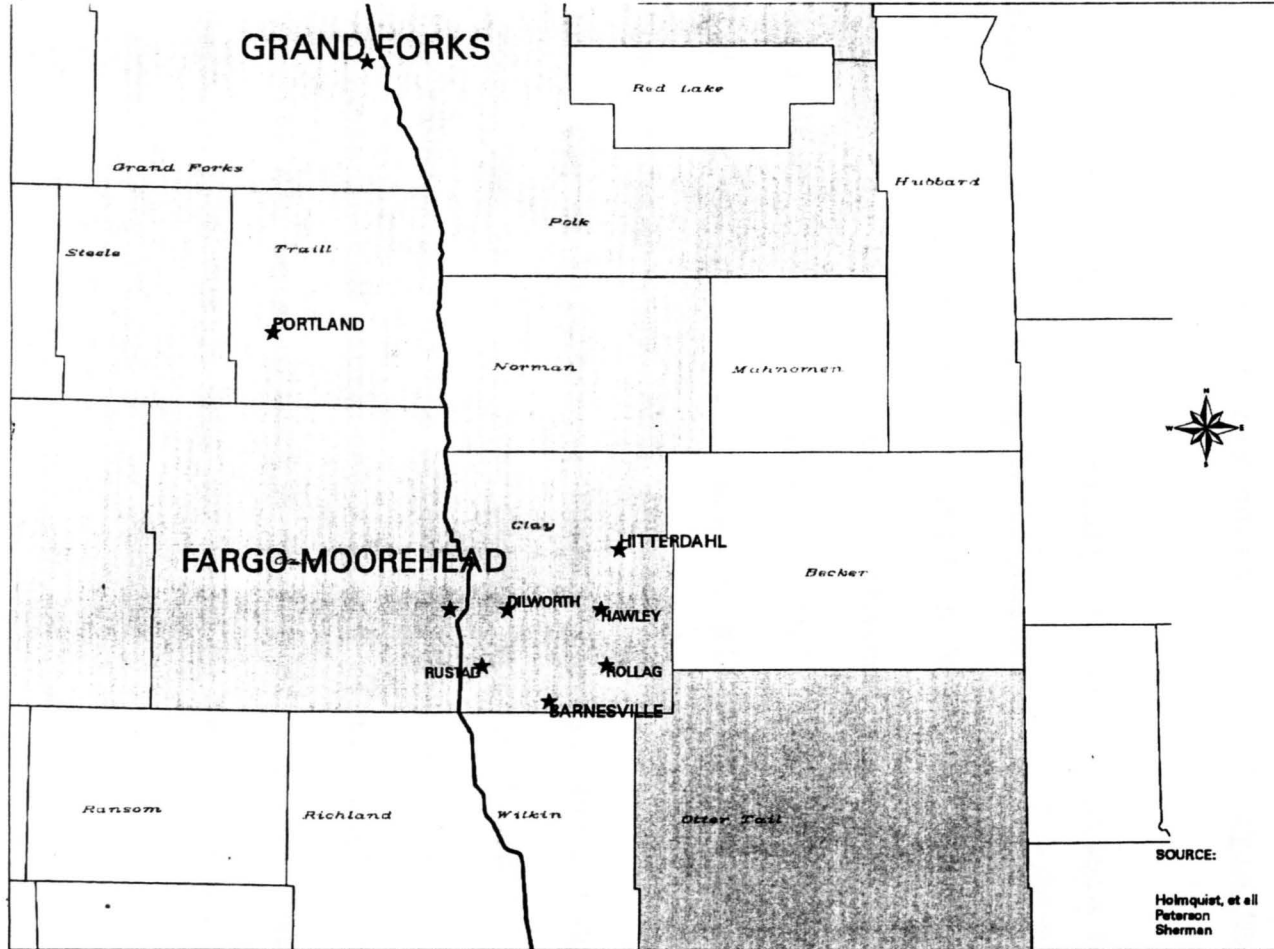 GRAND FORKS
Red Lake
Grand Forks
Hubbard
Polk
Steele
Traill
PORTLAND
Norman
Mahnomen
N
W
E
S
Clay
HITTERDAHL
FARGO-MOOREHEAD
Becker
DILWORTH
HAWLEY
RUSTAD
ROLLAG
BARNESVILLE
Ransom
Richland
Wilkin
Otter Tail
SOURCE:
Holmquist, et all
Peterson
Sherman